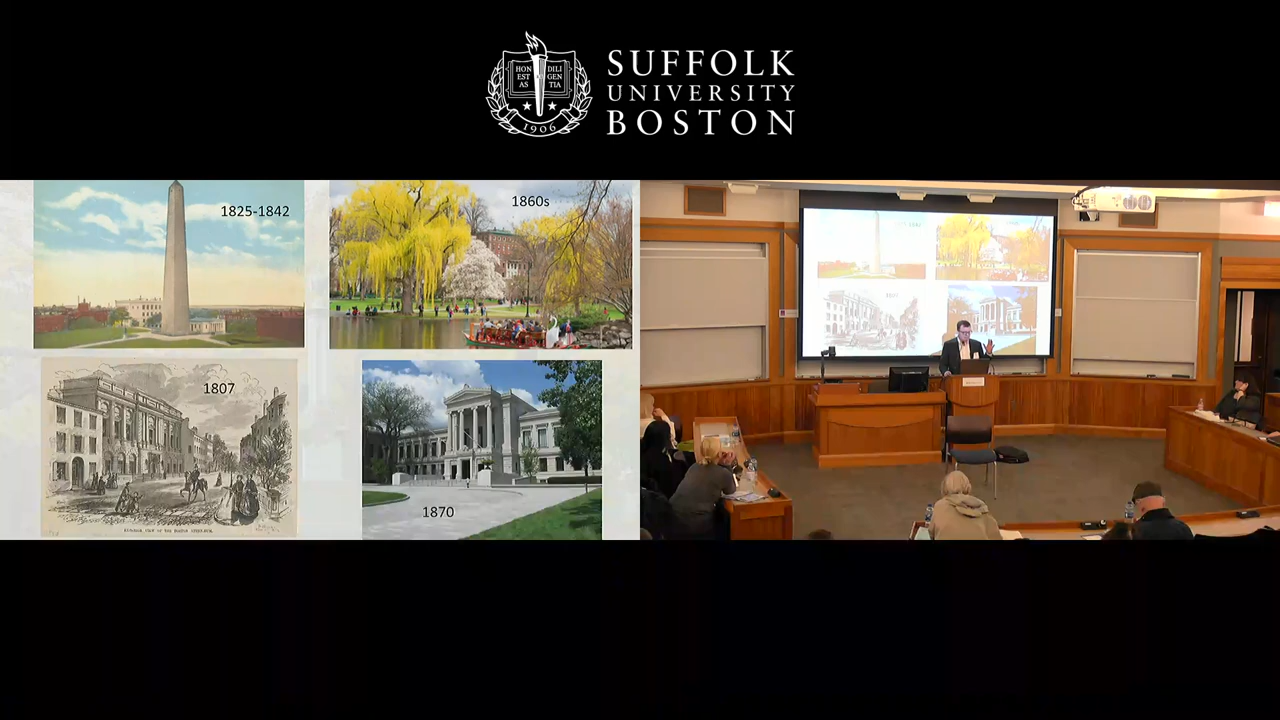 HON
EST
AS
DILI
GEN
TIA
1906
SUFFOLK
UNIVERSITY
BOSTON
1825-1842
1860s
1807
1870